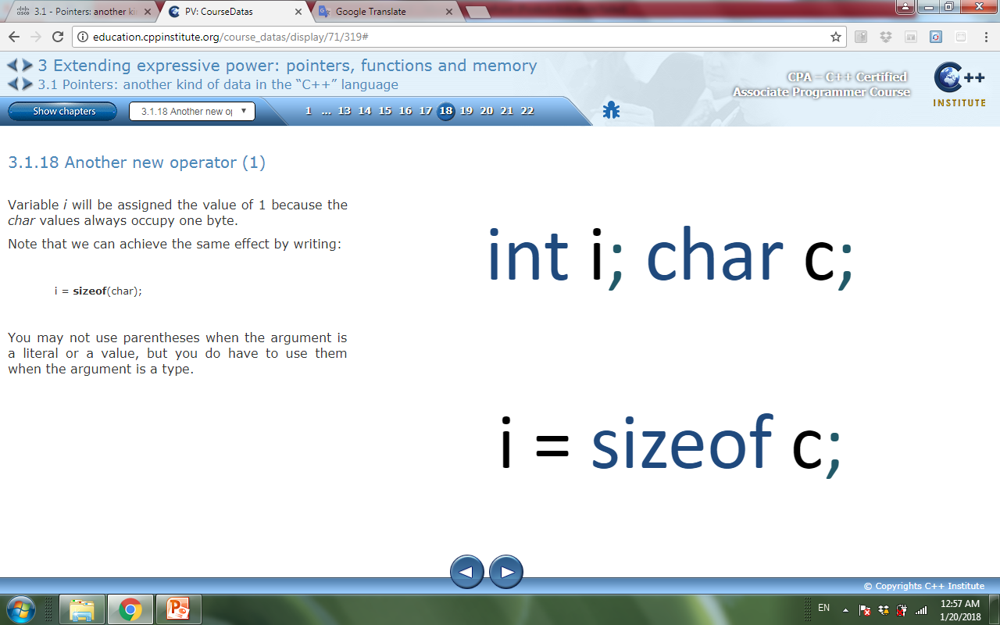 3.1 - Pointers: another ki
PV: CourseDatas
Google Translate
education.cppinstitute.org/course_datas/display/71/319#
3 Extending expressive power: pointers, functions and memory
3.1 Pointers: another kind of data in the “C++” language
CPA – C++ Certified
Associate Programmer Course
C++
INSTITUTE
Show chapters
3.1.18 Another new o
1 ... 13 14 15 16 17 18 19 20 21 22
3.1.18 Another new operator (1)
Variable i will be assigned the value of 1 because the
char values always occupy one byte.
Note that we can achieve the same effect by writing:
i = sizeof(char);
You may not use parentheses when the argument is
a literal or a value, but you do have to use them
when the argument is a type.
int i; char c;
i = sizeof c;
© Copyrights C++ Institute
EN
12:57 AM
1/20/2018